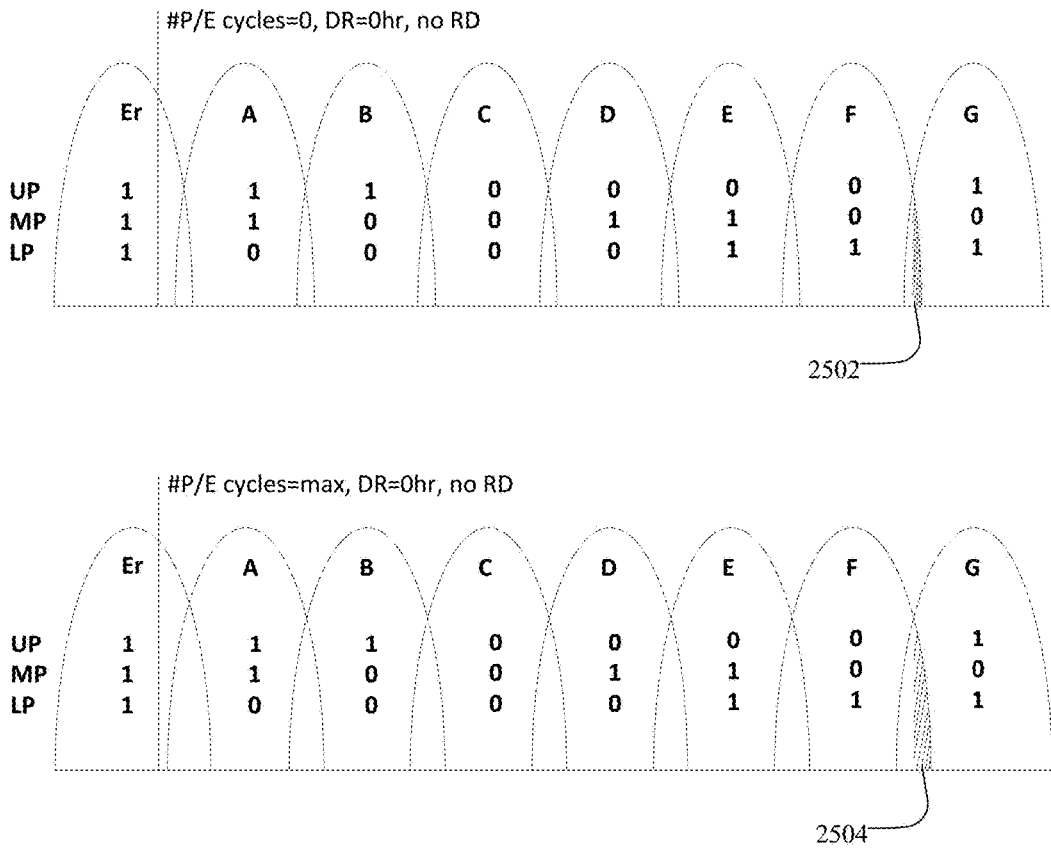 #P/E cycles=0, DR=0hr, no RD
Er A B C D E F G
UP 1 1 1 0 0 0 0 1
MP 1 1 0 0 1 1 0 0
LP 1 0 0 0 0 1 1 1
2502
#P/E cycles=max, DR=0hr, no RD
Er A B C D E F G
UP 1 1 1 0 0 0 0 1
MP 1 1 0 0 1 1 0 0
LP 1 0 0 0 0 1 1 1
2504